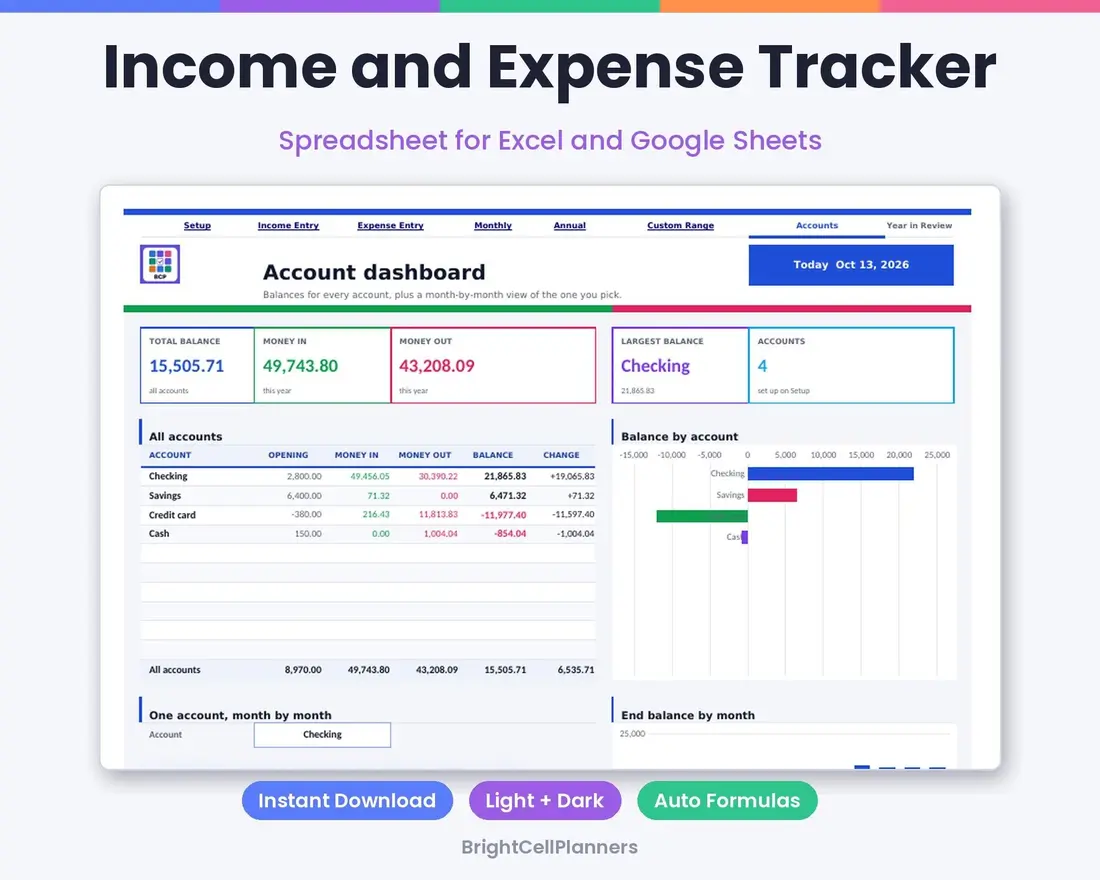 Income and Expense Tracker
Spreadsheet for Excel and Google Sheets
Setup Income Entry Expense Entry Monthly Annual Custom Range Accounts Year in Review
BCP
Account dashboard
Today Oct 13, 2026
Balances for every account, plus a month-by-month view of the one you pick.
TOTAL BALANCE MONEY IN MONEY OUT LARGEST BALANCE ACCOUNTS
15,505.71 49,743.80 43,208.09 Checking 4
all accounts this year this year 21,865.83 set up on Setup
All accounts
ACCOUNT OPENING MONEY IN MONEY OUT BALANCE CHANGE
Checking 2,800.00 49,456.05 30,390.22 21,865.83 +19,065.83
Savings 6,400.00 71.32 0.00 6,471.32 +71.32
Credit card -380.00 216.43 11,813.83 -11,977.40 -11,597.40
Cash 150.00 0.00 1,004.04 -854.04 -1,004.04
All accounts 8,970.00 49,743.80 43,208.09 15,505.71 6,535.71
Balance by account
-15,000 -10,000 -5,000 0 5,000 10,000 15,000 20,000 25,000
Checking
Savings
Cash
One account, month by month
Account Checking
End balance by month
25,000
Instant Download Light + Dark Auto Formulas
BrightCellPlanners